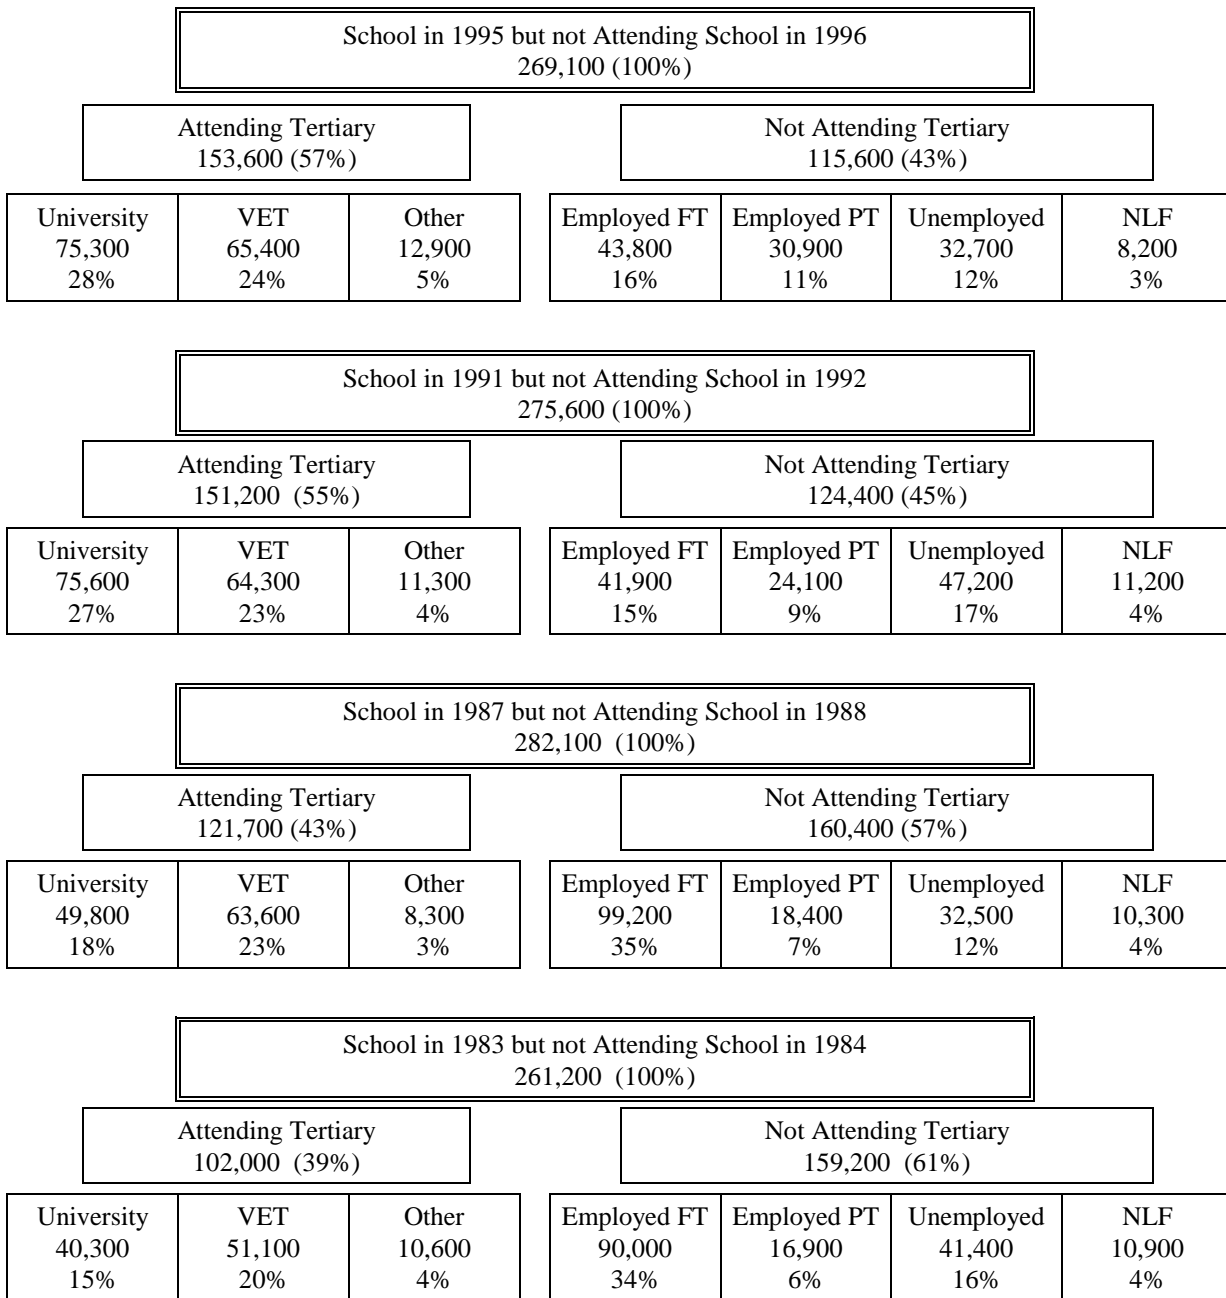 School in 1995 but not Attending School in 1996
269,100 (100%)
Attending Tertiary
153,600 (57%)
Not Attending Tertiary
115,600 (43%)
University
75,300
28%
VET
65,400
24%
Other
12,900
5%
Employed FT
43,800
16%
Employed PT
30,900
11%
Unemployed
32,700
12%
NLF
8,200
3%
School in 1991 but not Attending School in 1992
275,600 (100%)
Attending Tertiary
151,200 (55%)
Not Attending Tertiary
124,400 (45%)
University
75,600
27%
VET
64,300
23%
Other
11,300
4%
Employed FT
41,900
15%
Employed PT
24,100
9%
Unemployed
47,200
17%
NLF
11,200
4%
School in 1987 but not Attending School in 1988
282,100 (100%)
Attending Tertiary
121,700 (43%)
Not Attending Tertiary
160,400 (57%)
University
49,800
18%
VET
63,600
23%
Other
8,300
3%
Employed FT
99,200
35%
Employed PT
18,400
7%
Unemployed
32,500
12%
NLF
10,300
4%
School in 1983 but not Attending School in 1984
261,200 (100%)
Attending Tertiary
102,000 (39%)
Not Attending Tertiary
159,200 (61%)
University
40,300
15%
VET
51,100
20%
Other
10,600
4%
Employed FT
90,000
34%
Employed PT
16,900
6%
Unemployed
41,400
16%
NLF
10,900
4%